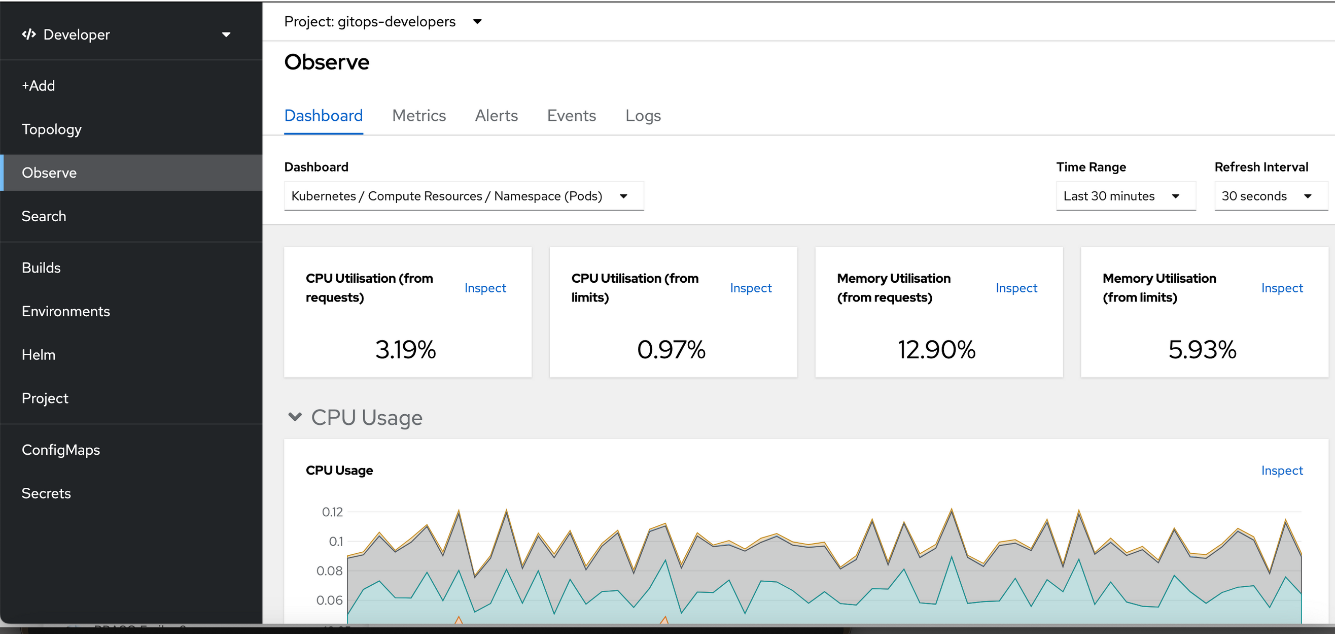 Developer
+Add
Topology
Observe
Search
Builds
Environments
Helm
Project
ConfigMaps
Secrets
Project: gitops-developers
Observe
Dashboard Metrics Alerts Events Logs
Dashboard
Kubernetes / Compute Resources / Namespace (Pods)
Time Range
Last 30 minutes
Refresh Interval
30 seconds
CPU Utilisation (from
requests)
Inspect
3.19%
CPU Utilisation (from
limits)
Inspect
0.97%
Memory Utilisation
(from requests)
Inspect
12.90%
Memory Utilisation
(from limits)
Inspect
5.93%
CPU Usage
CPU Usage
Inspect
0.12
0.1
0.08
0.06